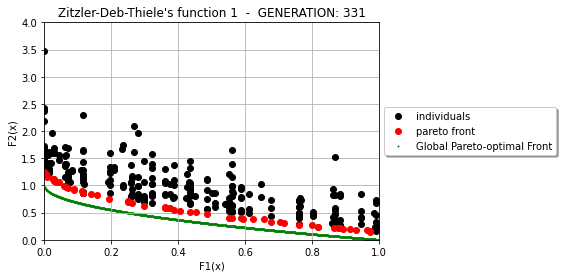 Zitzler-Deb-Thiele's function 1  -  GENERATION: 331
4.0
3.5
3.0
2.5
2.0
1.5
1.0
0.5
0.0
F2(x)
0.0 0.2 0.4 0.6 0.8 1.0
F1(x)
individuals
pareto front
Global Pareto-optimal Front